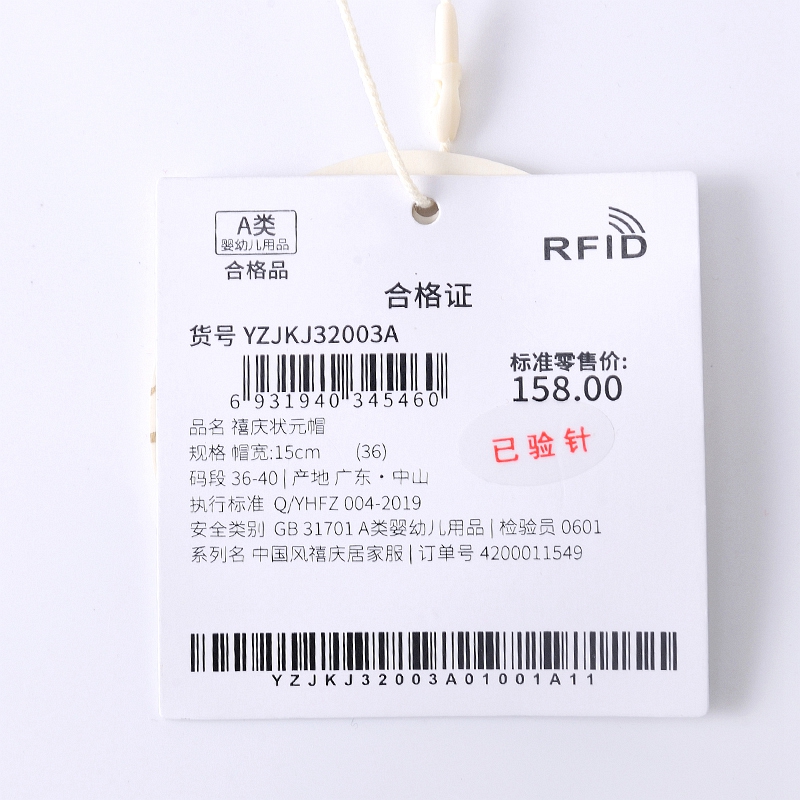 A类
婴幼儿用品
合格品
RFID
合格证
货号 YZJKJ32003A
6 931940 345460
标准零售价:
158.00
品名 禧庆状元帽
规格 帽宽:15cm (36)
已验针
码段 36-40 | 产地 广东·中山
执行标准 Q/YHFZ 004-2019
安全类别 GB 31701 A类婴幼儿用品 | 检验员 0601
系列名 中国风禧庆居家服 | 订单号 4200011549
YZJKJ32003A01001A11